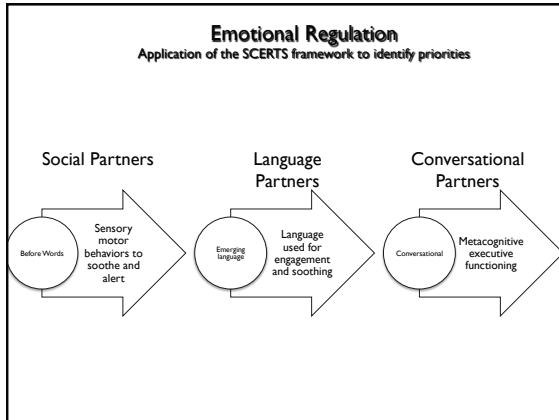 Emotional Regulation
Application of the SCERTS framework to identify priorities
Social Partners
Before Words
Sensory
motor
behaviors to
soothe and
alert
Language
Partners
Emerging
language
Language
used for
engagement
and soothing
Conversational
Partners
Conversational
Metacognitive
executive
functioning